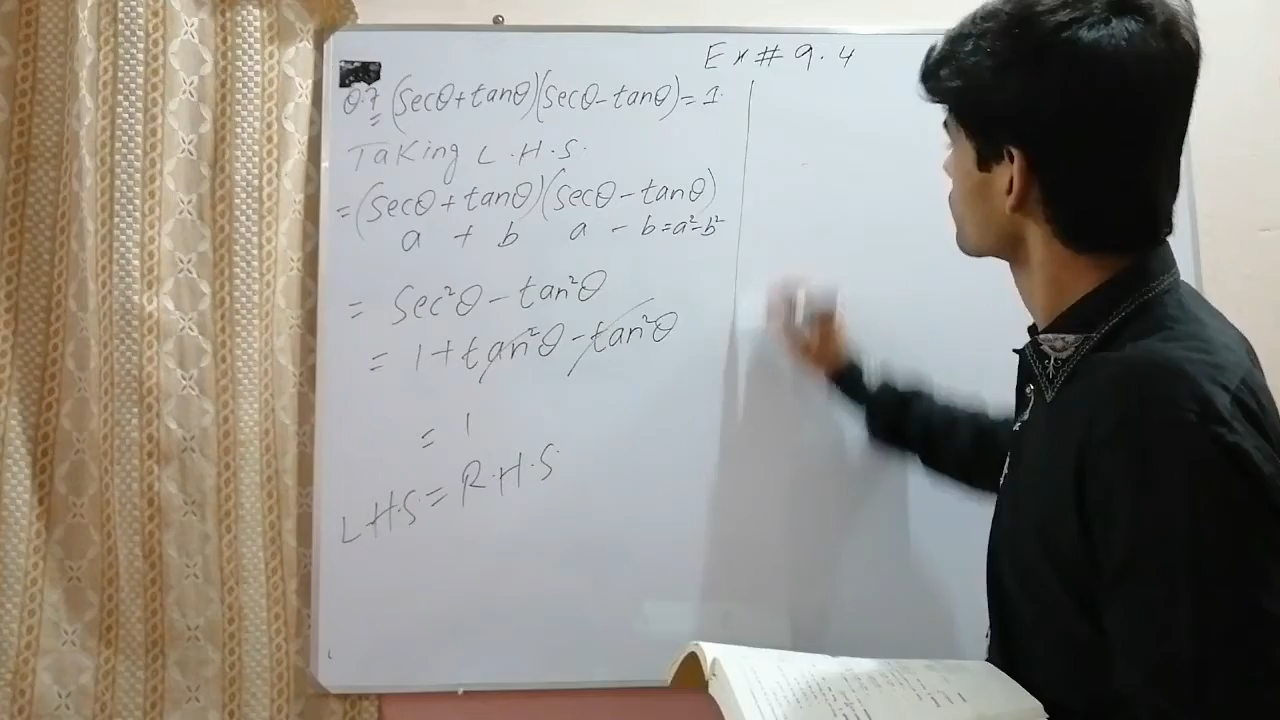 Ex # 9.4
Q.7 (secθ+tanθ)(secθ-tanθ)=1
Taking L.H.S.
=(secθ+tanθ)(secθ-tanθ)
a + b a - b=a²-b²
= sec²θ-tan²θ
= 1+tan²θ-tan²θ
= 1
LH.S=R.H.S